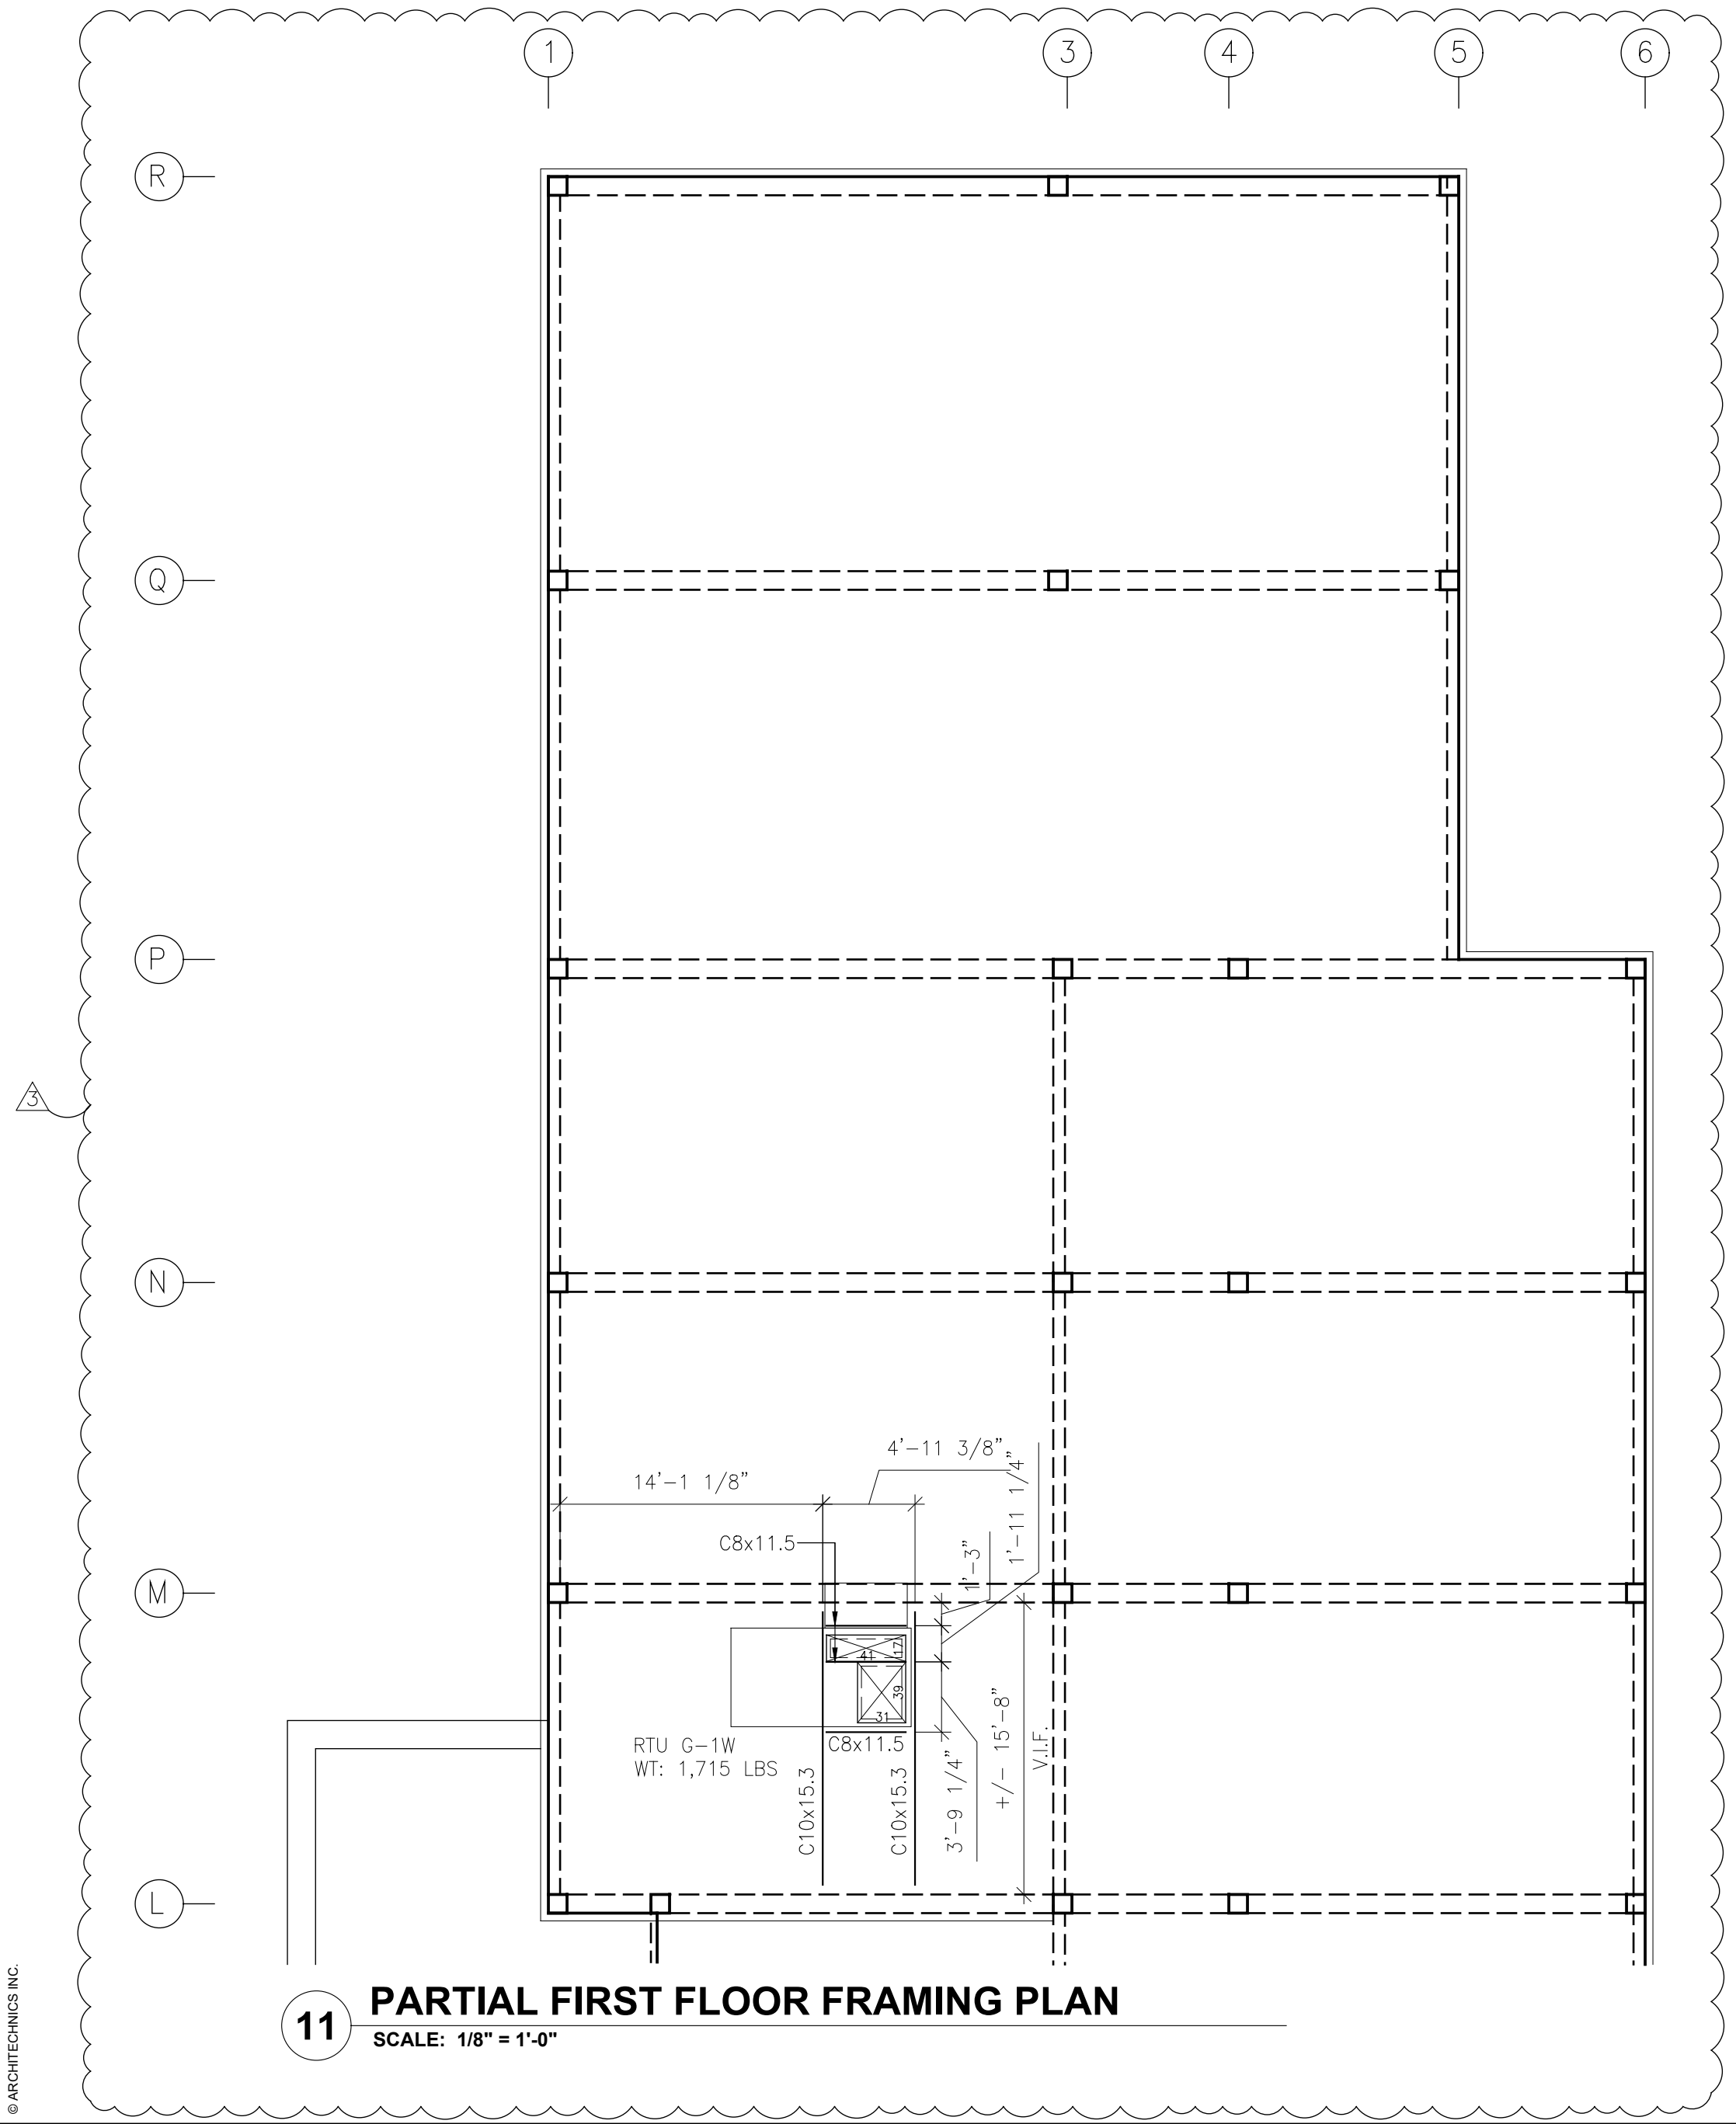 1
3
4
5
6
R
Q
P
3
N
4'-11 3/8"
14'-1 1/8"
1'-11 1/4"
C8x11.5
1'-3"
M
17
41
39
31
RTU G-1W
WT: 1,715 LBS
C8x11.5
C10x15.3
C10x15.3
3'-9 1/4"
+/- 15'-8"
V.I.F.
L
11
PARTIAL FIRST FLOOR FRAMING PLAN
SCALE: 1/8" = 1'-0"
© ARCHITECHNICS INC.